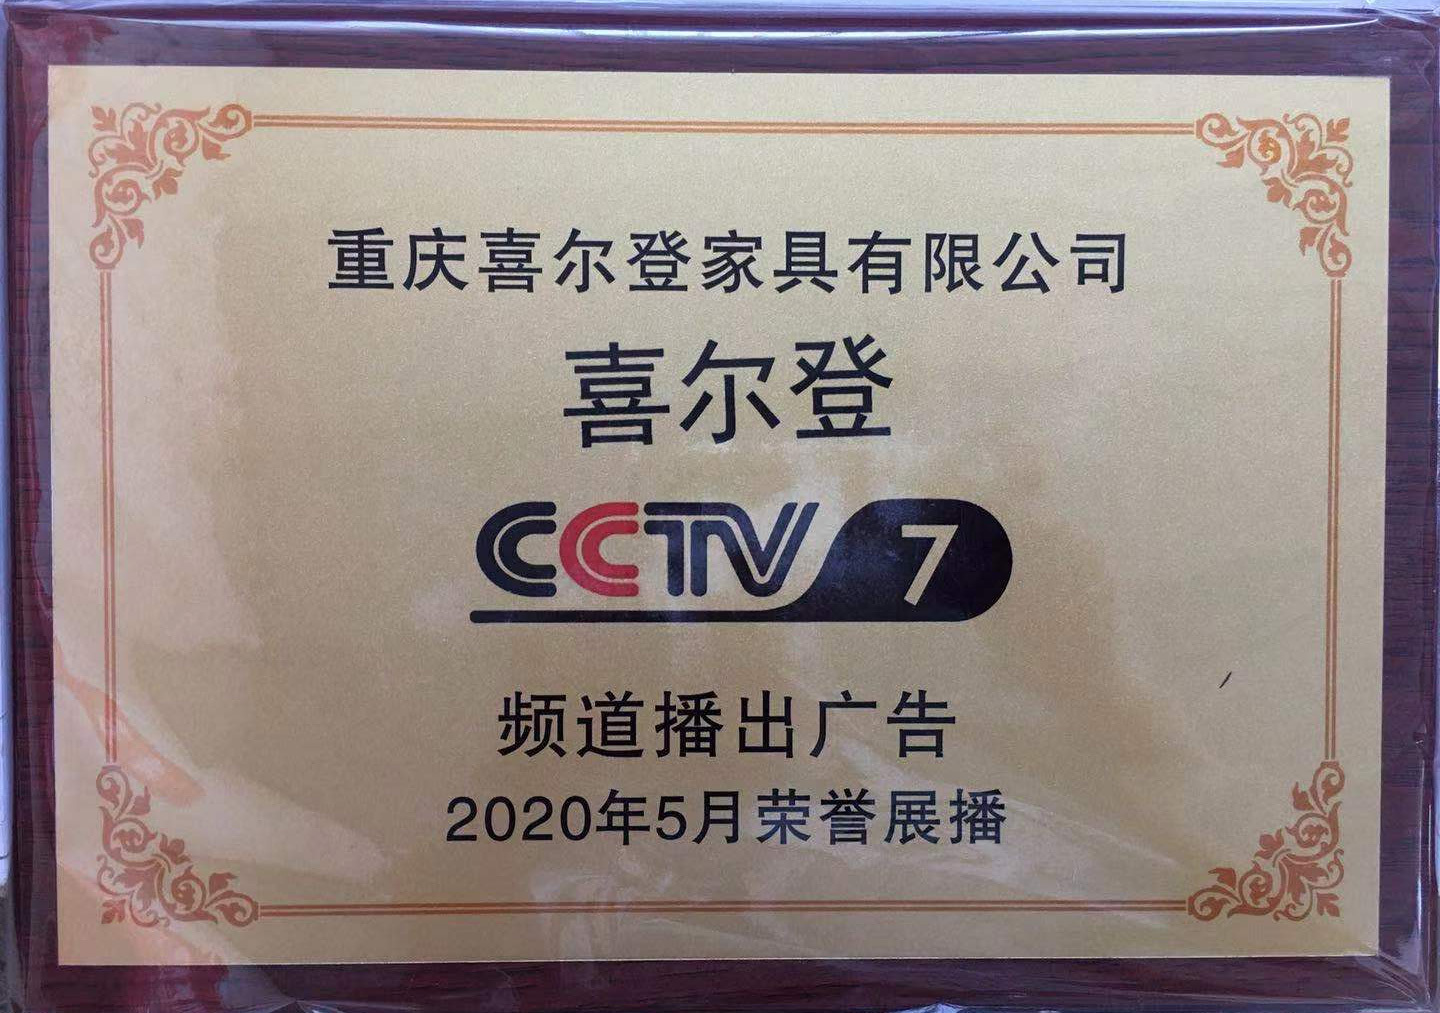 重庆喜尔登家具有限公司
喜尔登
CCTV 7
频道播出广告
2020年5月荣誉展播